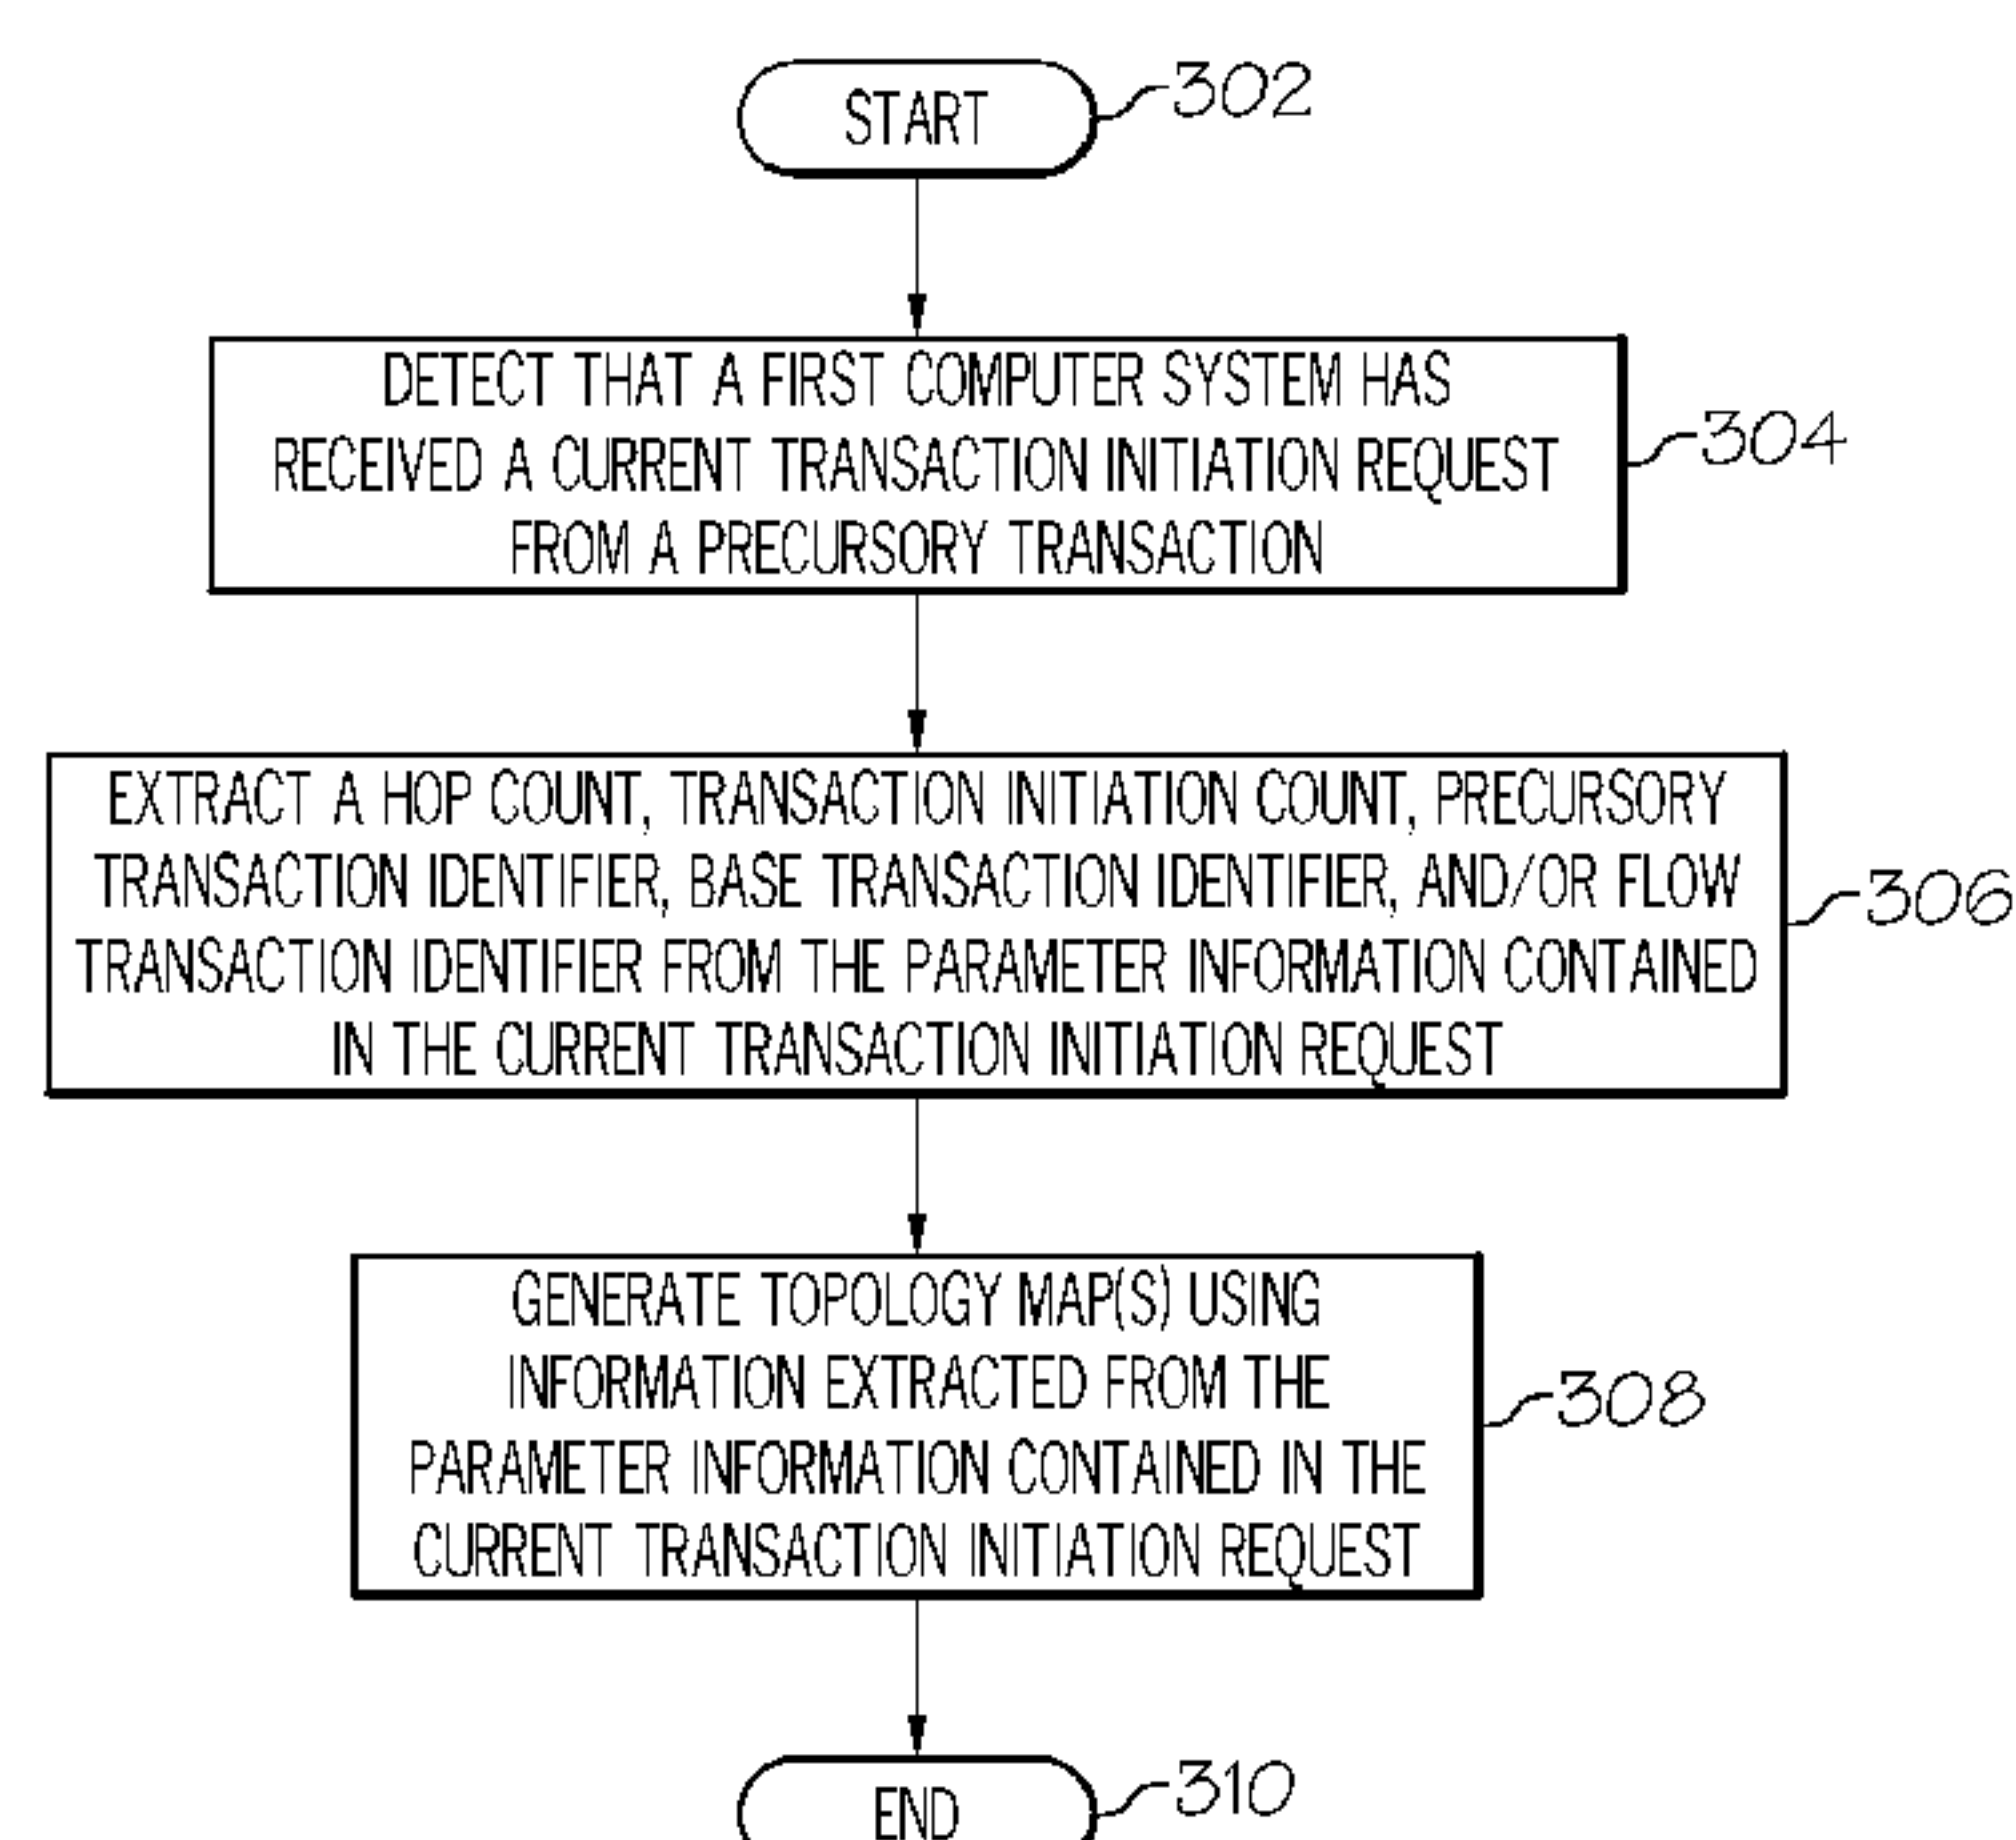 START
302
DETECT THAT A FIRST COMPUTER SYSTEM HAS
RECEIVED A CURRENT TRANSACTION INITIATION REQUEST
FROM A PRECURSORY TRANSACTION
304
EXTRACT A HOP COUNT, TRANSACTION INITIATION COUNT, PRECURSORY
TRANSACTION IDENTIFIER, BASE TRANSACTION IDENTIFIER, AND/OR FLOW
TRANSACTION IDENTIFIER FROM THE PARAMETER INFORMATION CONTAINED
IN THE CURRENT TRANSACTION INITIATION REQUEST
306
GENERATE TOPOLOGY MAP(S) USING
INFORMATION EXTRACTED FROM THE
PARAMETER INFORMATION CONTAINED IN THE
CURRENT TRANSACTION INITIATION REQUEST
308
END
310